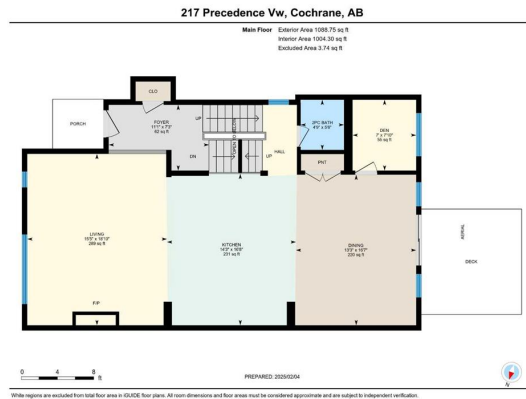 217 Precedence Vw, Cochrane, AB
Main Floor Exterior Area 1088.75 sq ft
Interior Area 1004.30 sq ft
Excluded Area 3.74 sq ft
CLO
PORCH
FOYER
11'1" x 7'3"
62 sq ft
UP
OPEN TO BELOW
DN
UP
HALL
2PC BATH
4'9" x 5'8"
DEN
7' x 7'10"
55 sq ft
PNT
LIVING
15'5" x 18'10"
269 sq ft
KITCHEN
14'3" x 16'8"
231 sq ft
DINING
13'3" x 16'7"
220 sq ft
AERIAL
DECK
F/P
0 4 8
ft
PREPARED: 2025/02/04
N
White regions are excluded from total floor area in iGUIDE floor plans. All room dimensions and floor areas must be considered approximate and are subject to independent verification.